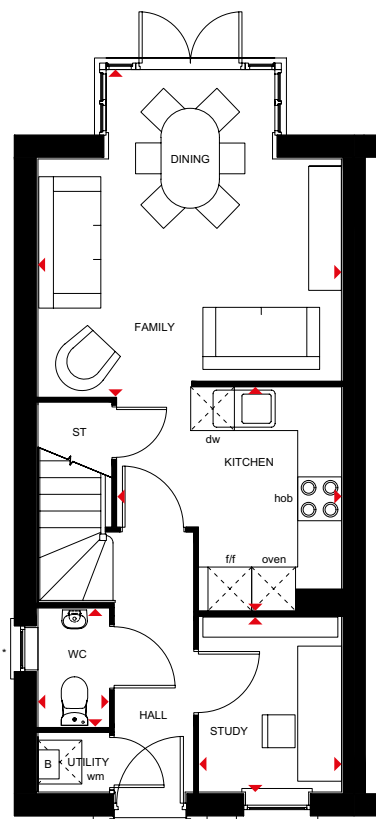 DINING
FAMILY
ST
dw
KITCHEN
hob
f/f oven
*
WC
HALL
STUDY
B UTILITY
wm